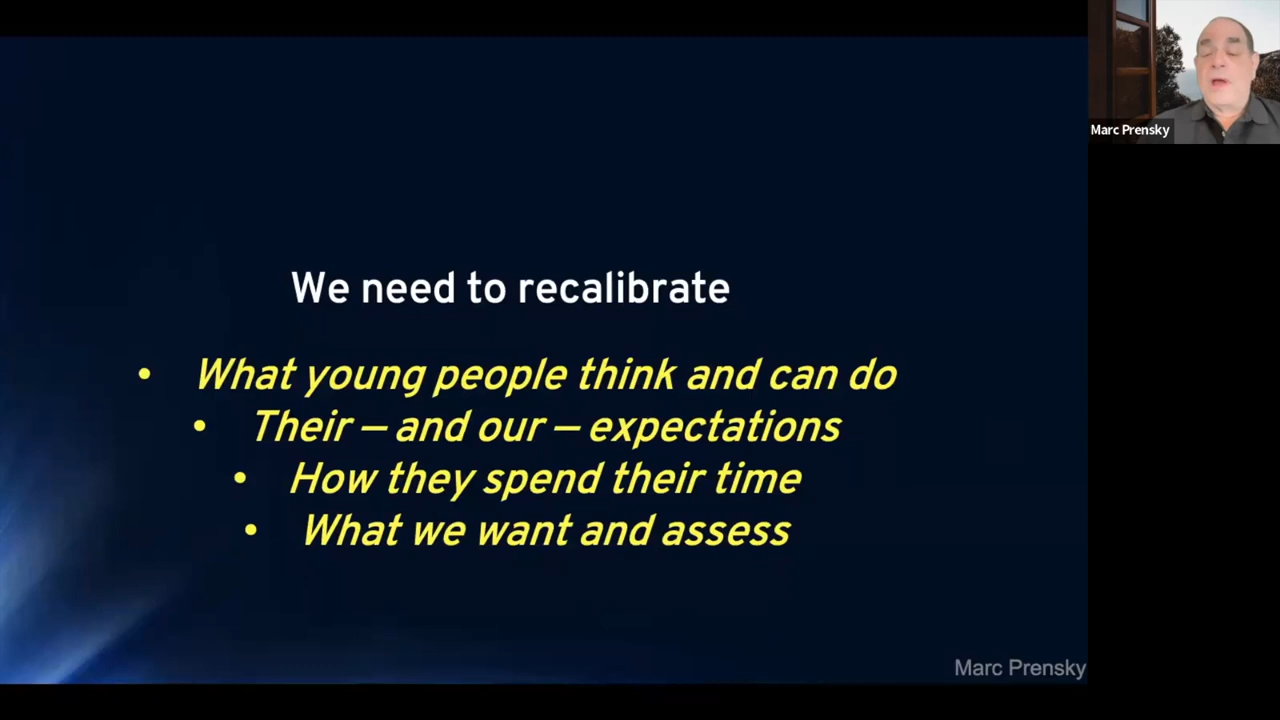 Marc Prensky
We need to recalibrate
• What young people think and can do
• Their – and our – expectations
• How they spend their time
• What we want and assess
Marc Prensky